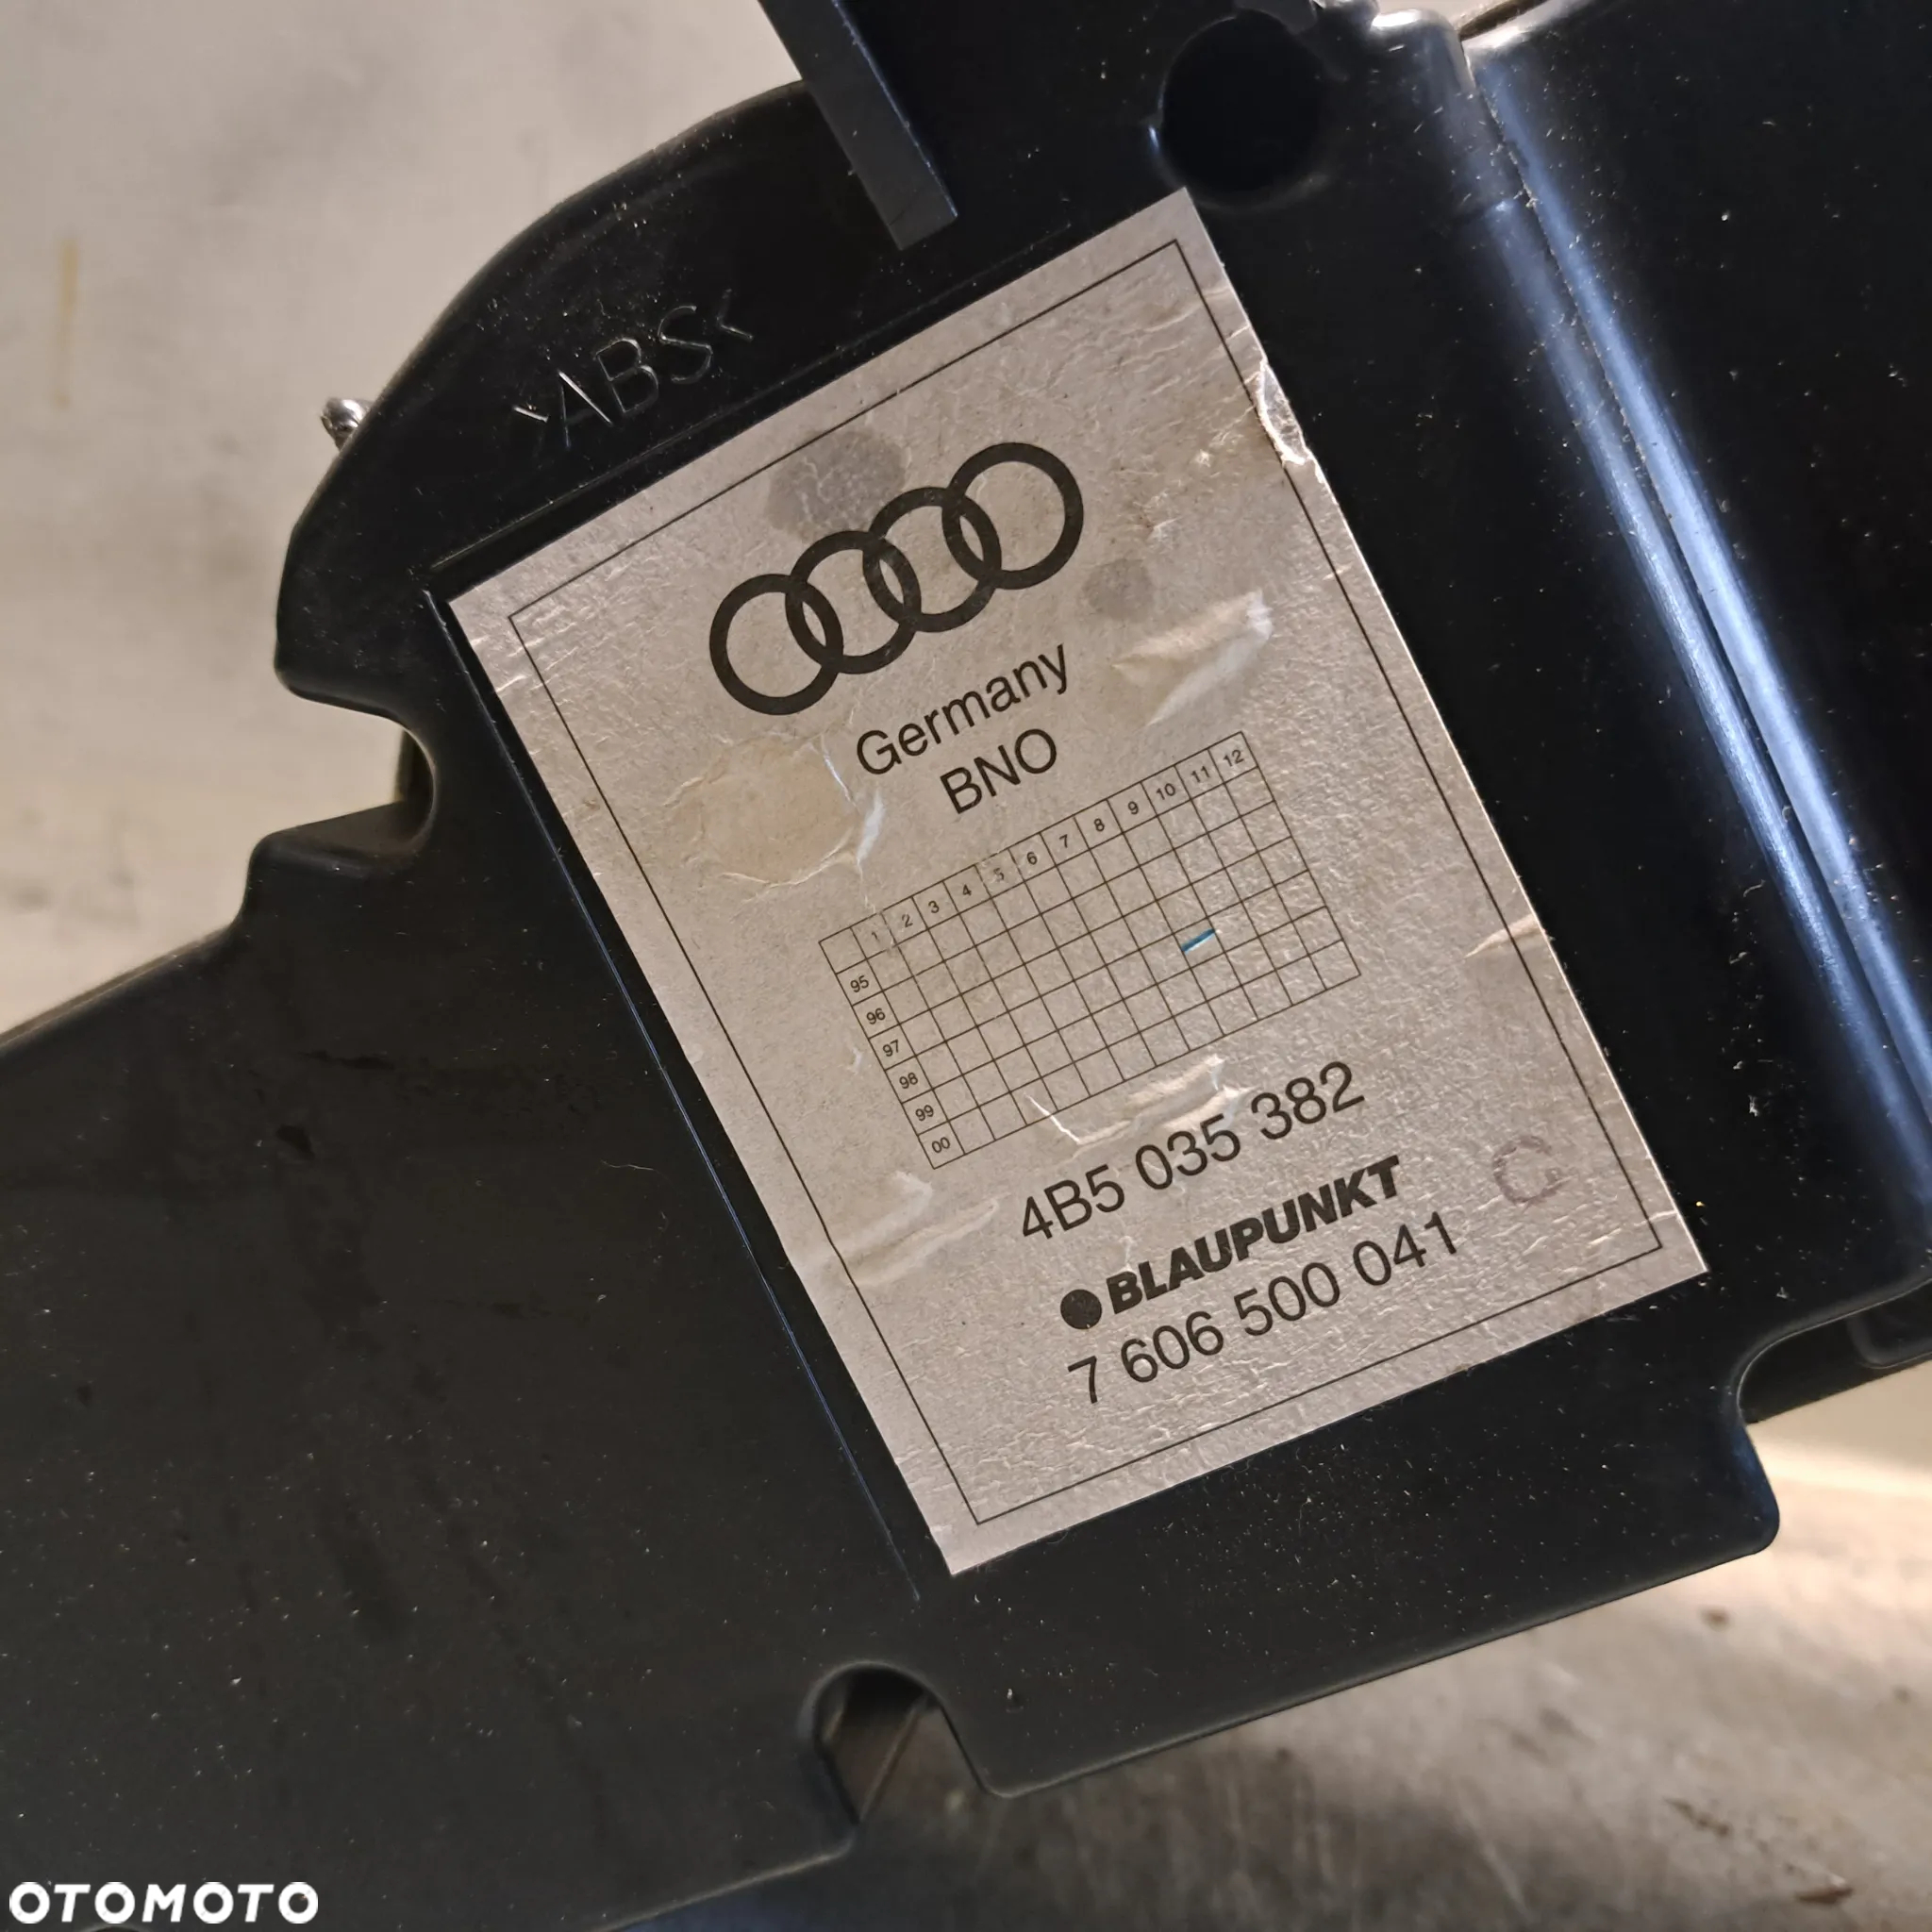 >ABS<
Germany
BNO
1 2 3 4 5 6 7 8 9 10 11 12
95
96
97
98
99
00
4B5 035 382
BLAUPUNKT
7 606 500 041
C
OTOMOTO